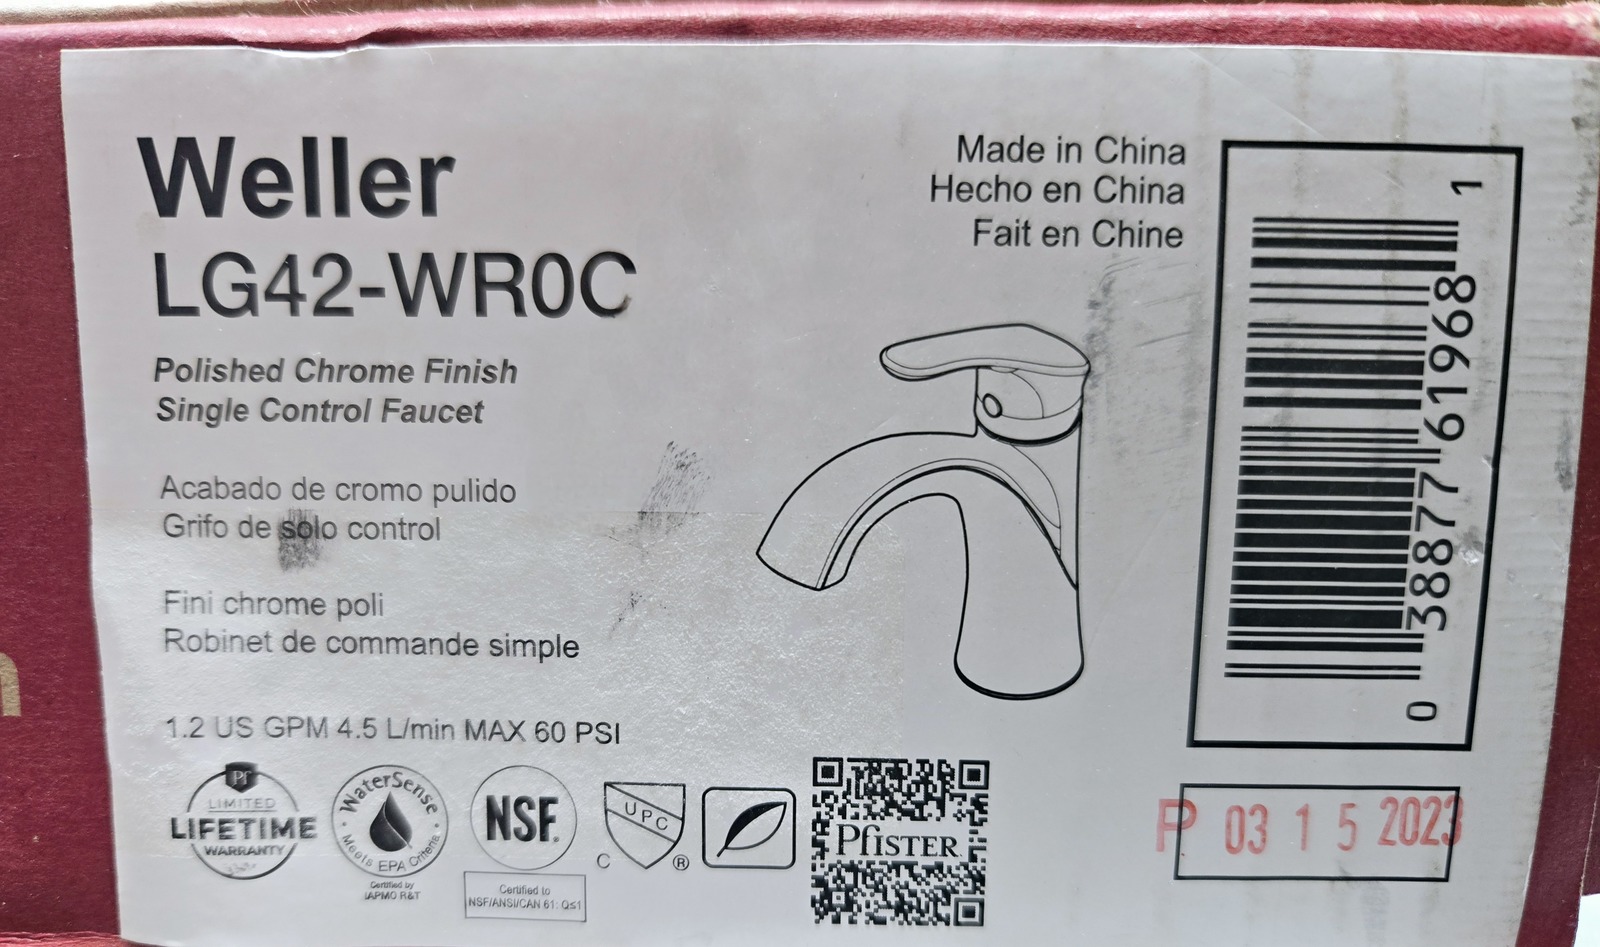 Weller
LG42-WR0C
Polished Chrome Finish
Single Control Faucet
Acabado de cromo pulido
Grifo de solo control
Fini chrome poli
Robinet de commande simple
1.2 US GPM 4.5 L/min MAX 60 PSI
Made in China
Hecho en China
Fait en Chine
0 38877 61968 1
Pf
LIMITED
LIFETIME
WARRANTY
WaterSense
Meets EPA Criteria
Certified by
IAPMO R&T
NSF®
Certified to
NSF/ANSI/CAN 61: Q≤1
UPC
C ®
PfISTER
P 03 1 5 2023